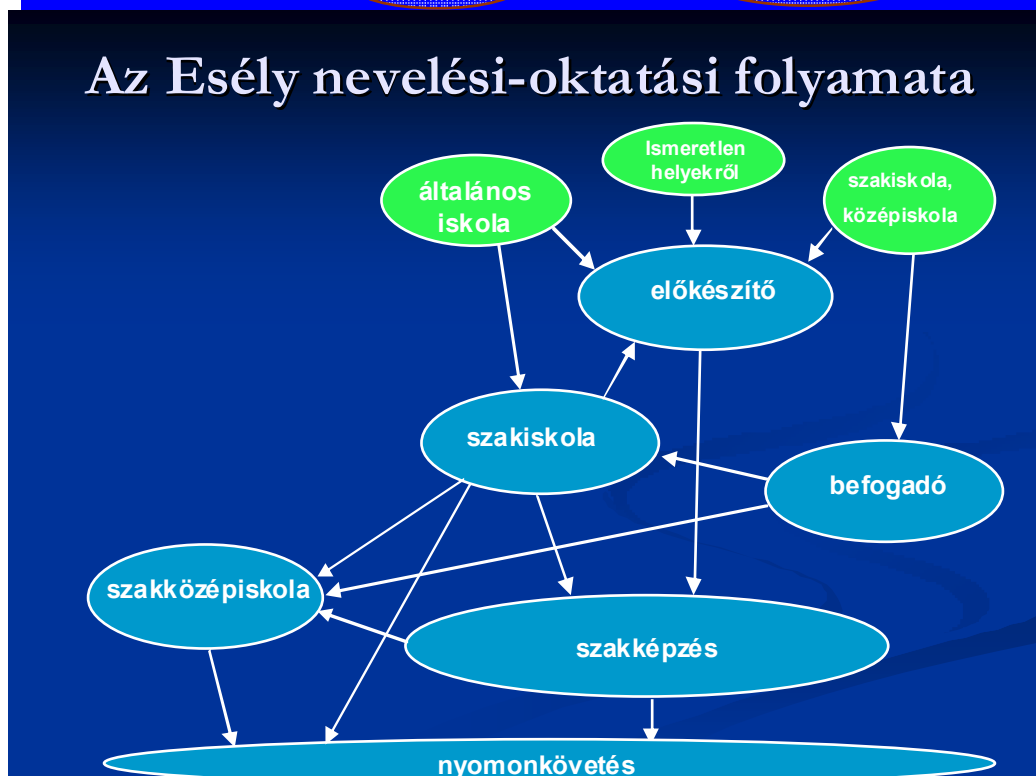 Az Esély nevelési-oktatási folyamata
Ismeretlen
helyekről
általános
iskola
szakiskola,
középiskola
előkészítő
szakiskola
befogadó
szakközépiskola
szakképzés
nyomonkövetés